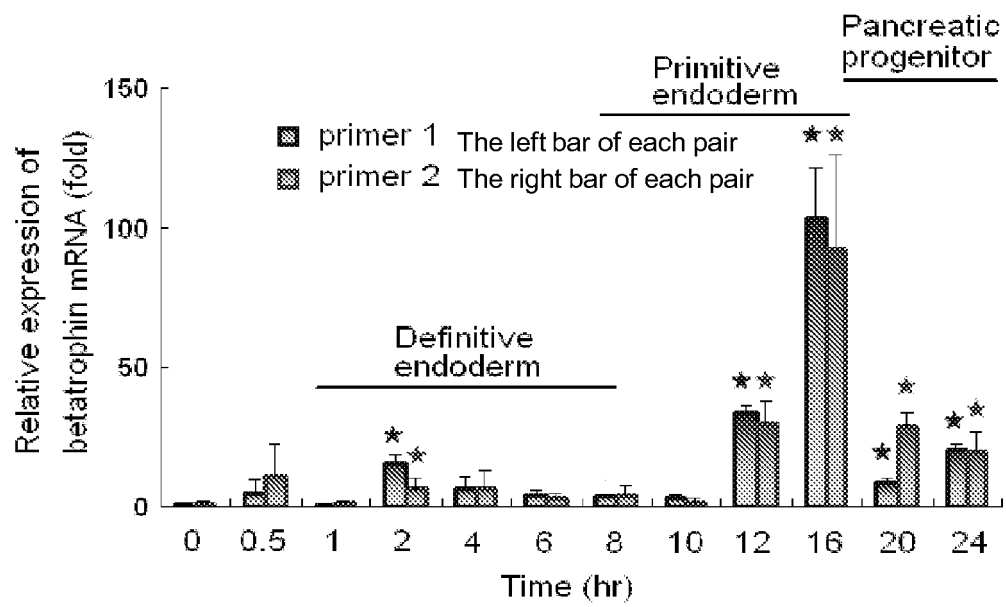 Pancreatic
progenitor
Primitive
endoderm
150
100
50
0
Relative expression of
betatrophin mRNA (fold)
primer 1 The left bar of each pair
primer 2 The right bar of each pair
Definitive
endoderm
0 0.5 1 2 4 6 8 10 12 16 20 24
Time (hr)